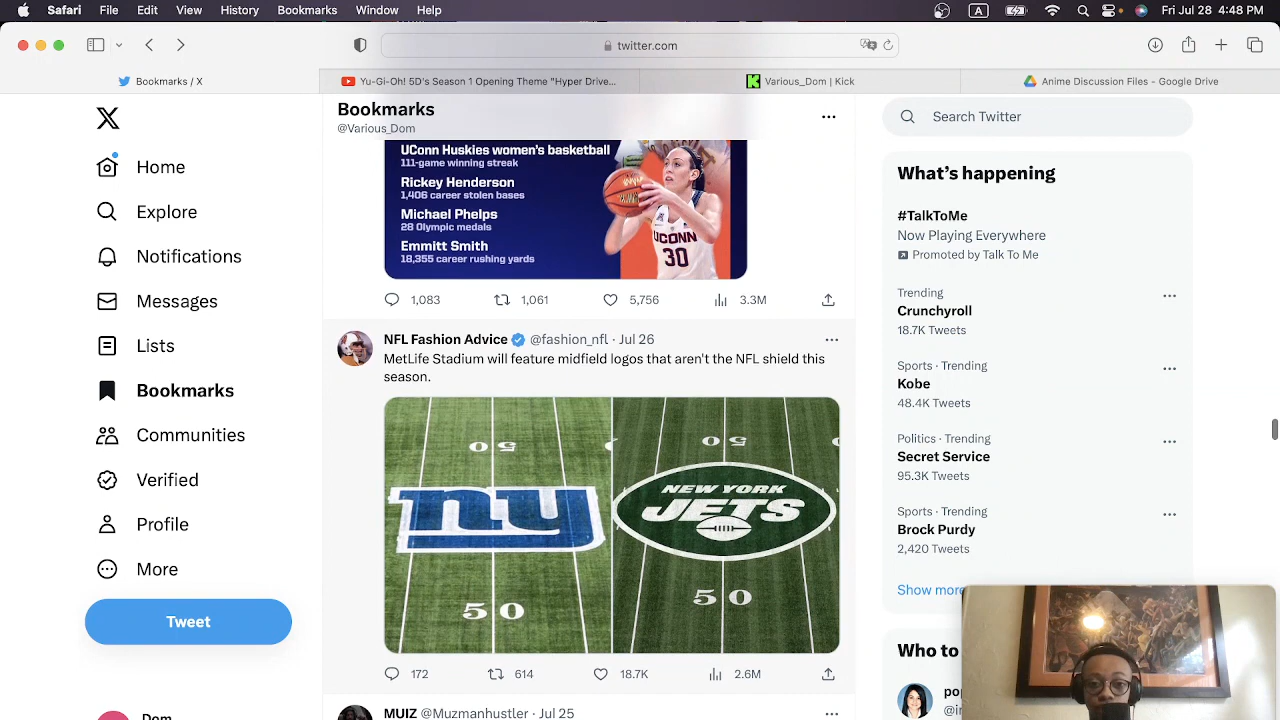 Safari File Edit View History Bookmarks Window Help
A
Fri Jul 28 4:48 PM
twitter.com
Bookmarks / X
Yu-Gi-Oh! 5D's Season 1 Opening Theme "Hyper Drive...
Various_Dom | Kick
Anime Discussion Files - Google Drive
Home
Explore
Notifications
Messages
Lists
Bookmarks
Communities
Verified
Profile
More
Tweet
Dom
Bookmarks
@Various_Dom
UConn Huskies women's basketball
111-game winning streak
Rickey Henderson
1,406 career stolen bases
Michael Phelps
28 Olympic medals
Emmitt Smith
18,355 career rushing yards
UCONN
30
1,083 1,061 5,756 3.3M
NFL Fashion Advice @fashion_nfl · Jul 26
MetLife Stadium will feature midfield logos that aren't the NFL shield this
season.
50
50
ny
NEW YORK
JETS
50
50
172 614 18.7K 2.6M
MUIZ @Muzmanhustler · Jul 25
Search Twitter
What's happening
#TalkToMe
Now Playing Everywhere
Promoted by Talk To Me
Trending
Crunchyroll
18.7K Tweets
Sports · Trending
Kobe
48.4K Tweets
Politics · Trending
Secret Service
95.3K Tweets
Sports · Trending
Brock Purdy
2,420 Tweets
Show more
Who to